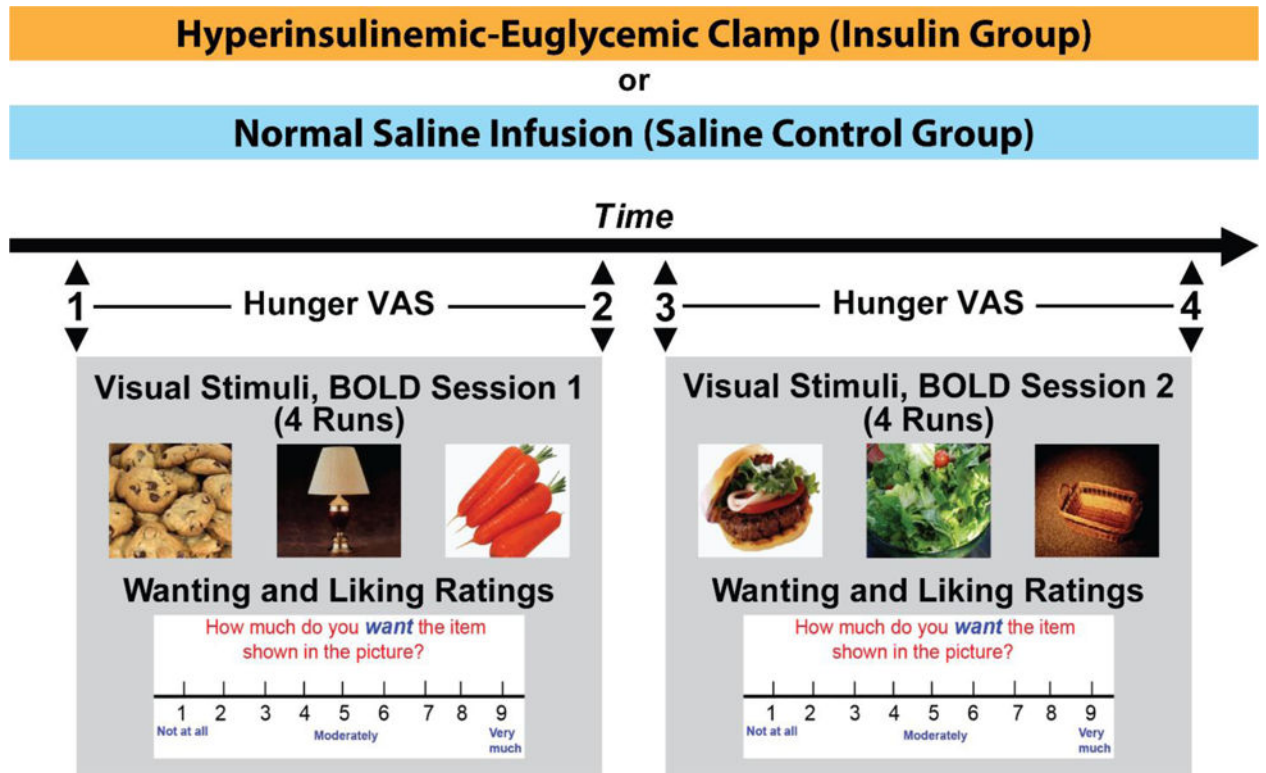 Hyperinsulinemic-Euglycemic Clamp (Insulin Group)
or
Normal Saline Infusion (Saline Control Group)
Time
1 Hunger VAS 2 3 Hunger VAS 4
Visual Stimuli, BOLD Session 1
(4 Runs)
Wanting and Liking Ratings
How much do you want the item
shown in the picture?
1 2 3 4 5 6 7 8 9
Not at all Moderately Very
much
Visual Stimuli, BOLD Session 2
(4 Runs)
Wanting and Liking Ratings
How much do you want the item
shown in the picture?
1 2 3 4 5 6 7 8 9
Not at all Moderately Very
much